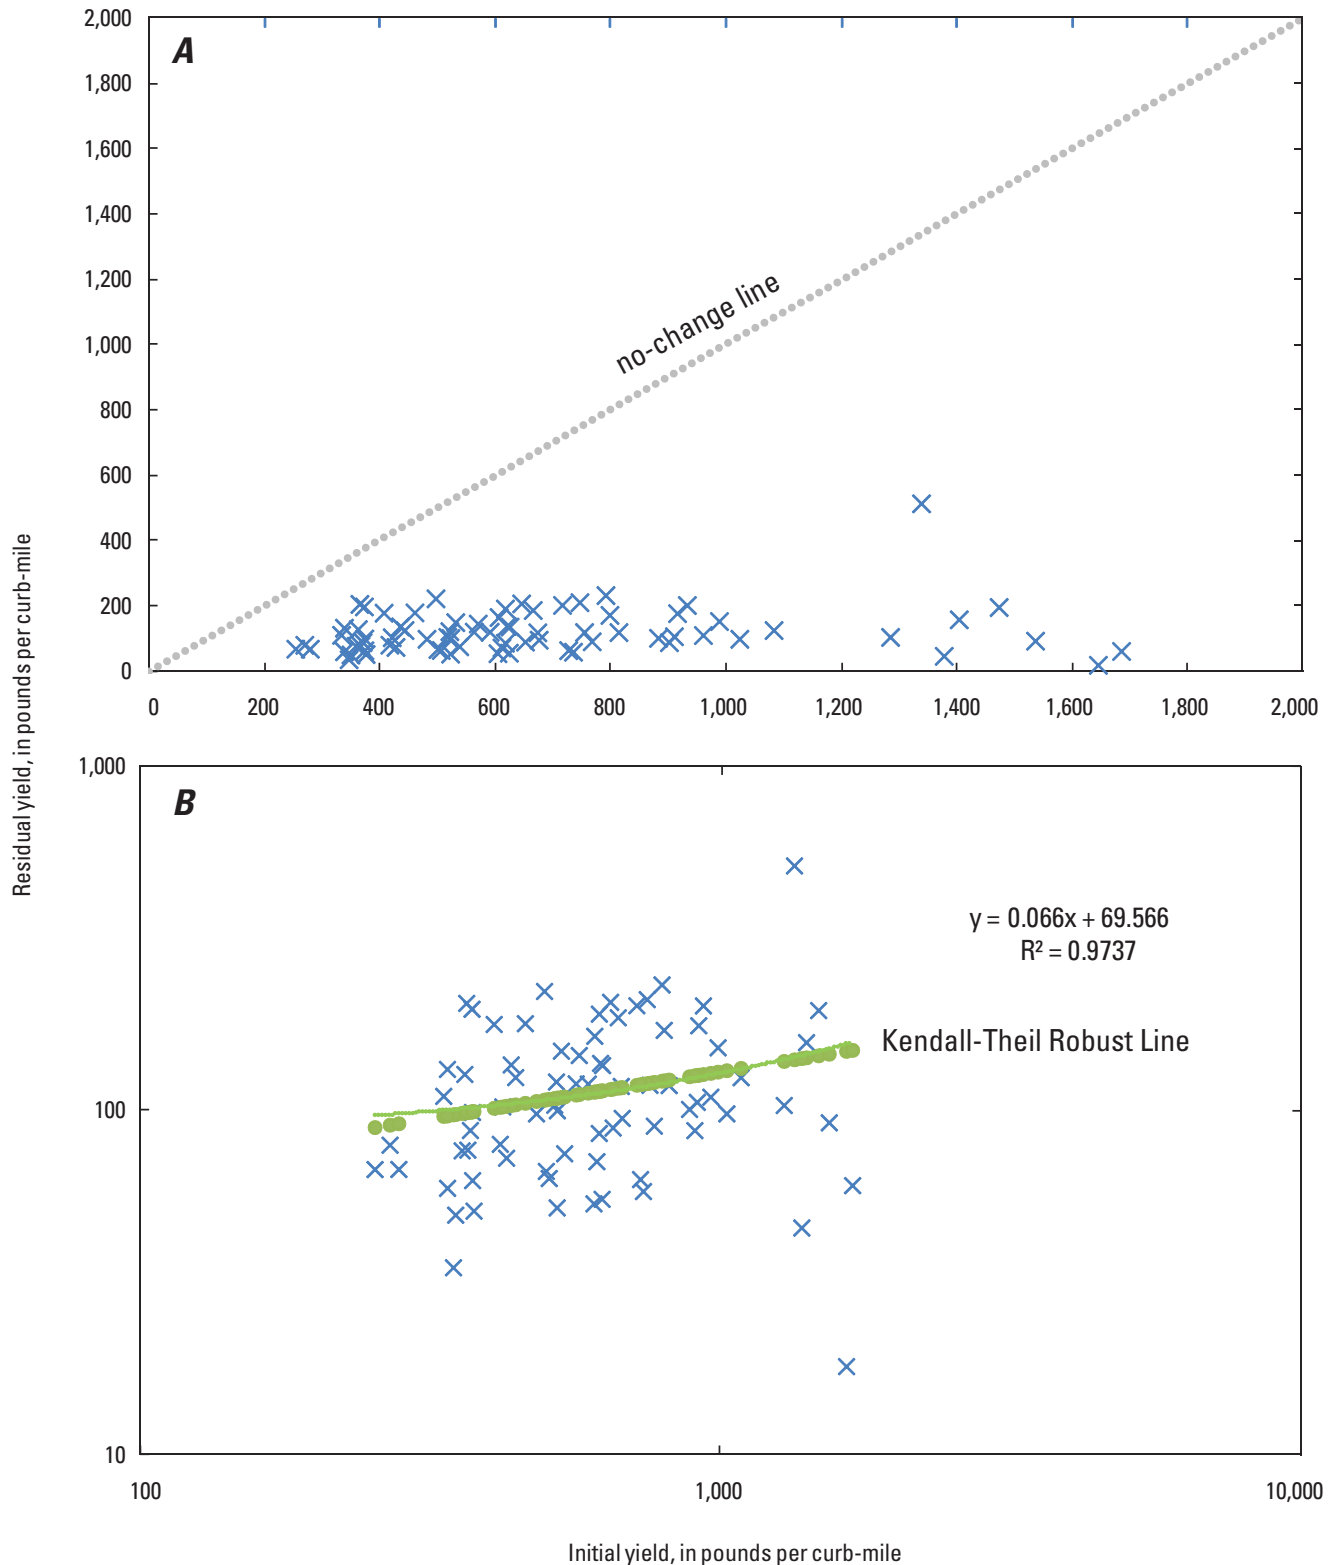 2,000
A
1,800
1,600
1,400
1,200
no-change line
1,000
800
600
400
200
0
0 200 400 600 800 1,000 1,200 1,400 1,600 1,800 2,000
Residual yield, in pounds per curb-mile
1,000
B
y = 0.066x + 69.566
R² = 0.9737
Kendall-Theil Robust Line
100
10
100 1,000 10,000
Initial yield, in pounds per curb-mile